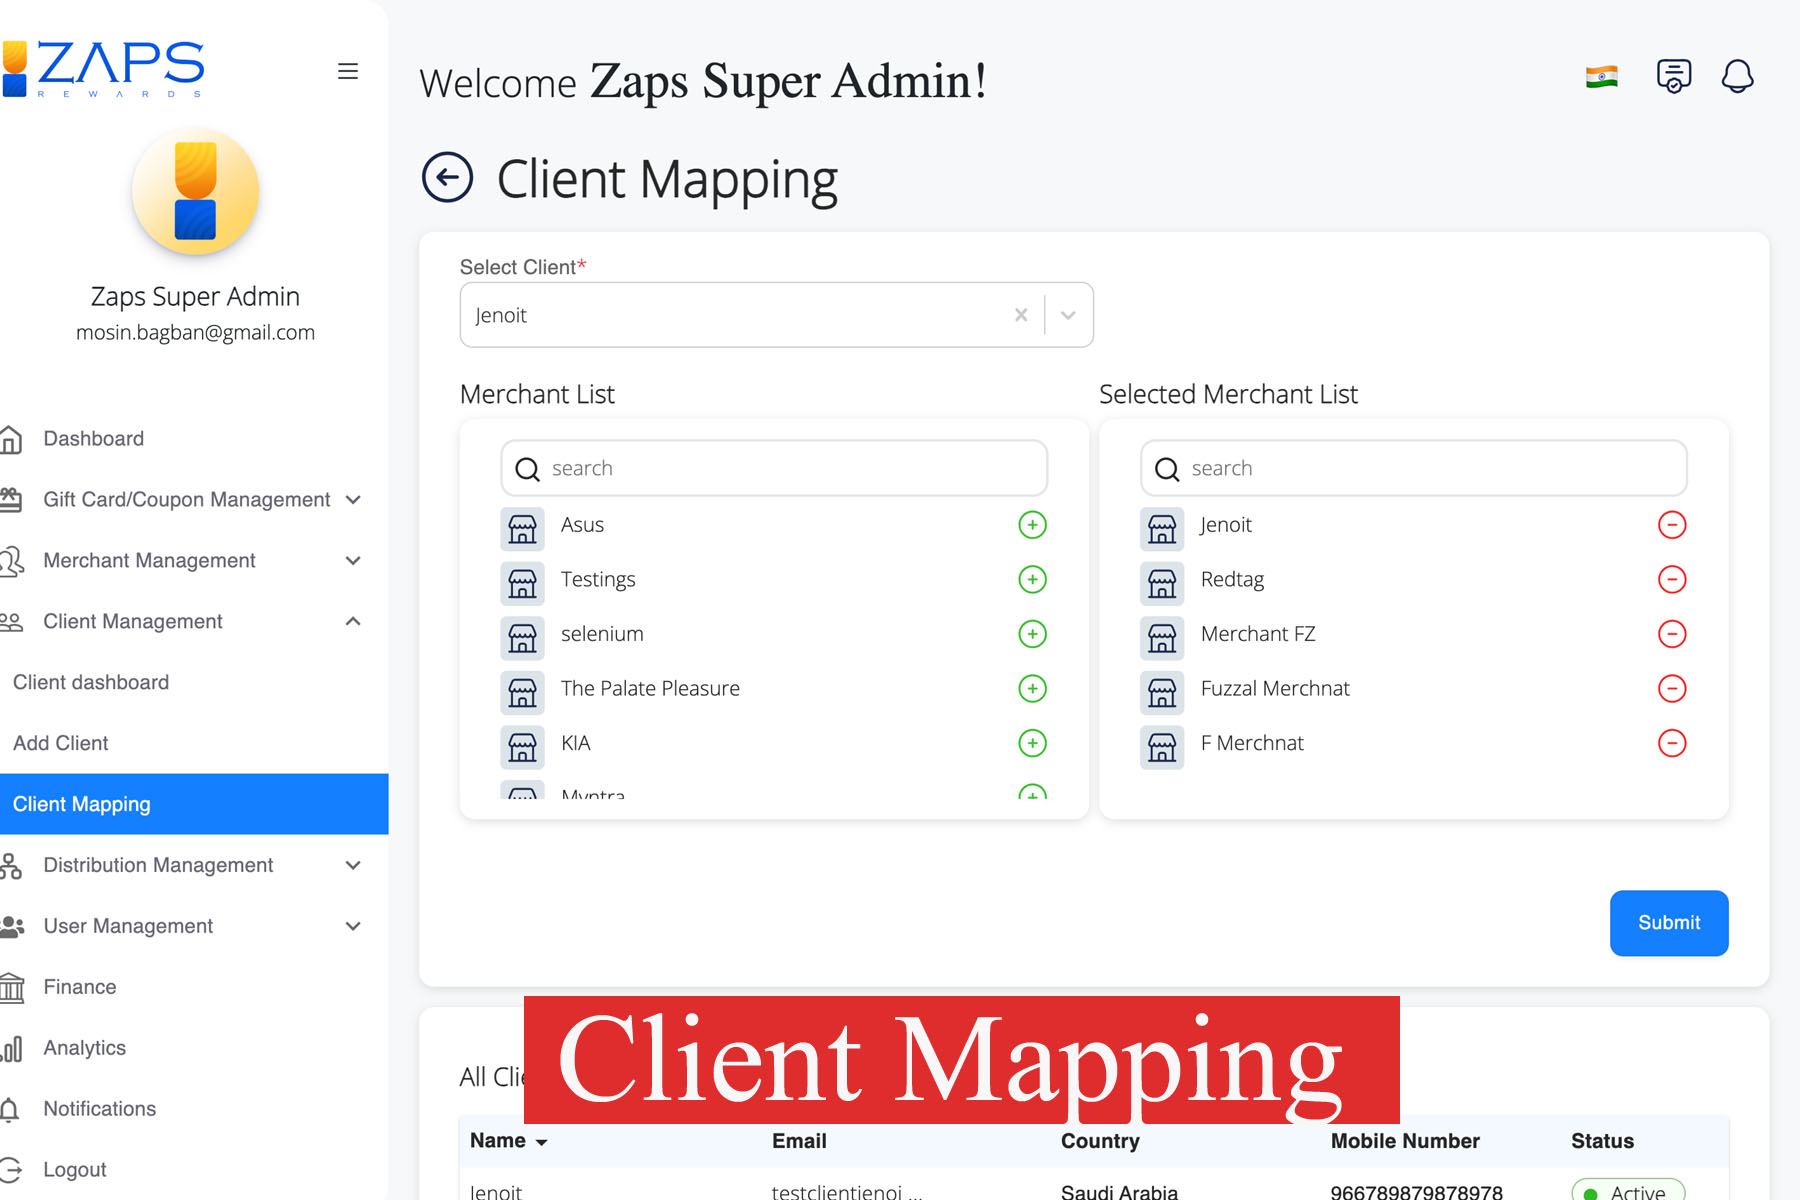 ZAPS
REWARDS
Welcome Zaps Super Admin!
Client Mapping
Zaps Super Admin
mosin.bagban@gmail.com
Dashboard
Gift Card/Coupon Management
Merchant Management
Client Management
Client dashboard
Add Client
Client Mapping
Distribution Management
User Management
Finance
Analytics
Notifications
Logout
Select Client*
Jenoit
Merchant List
search
Asus
Testings
selenium
The Palate Pleasure
KIA
Myntra
Selected Merchant List
search
Jenoit
Redtag
Merchant FZ
Fuzzal Merchnat
F Merchnat
Submit
All Clie
Client Mapping
Name Email Country Mobile Number Status
Jenoit testclientjenoi ... Saudi Arabia 966789879878978 Active